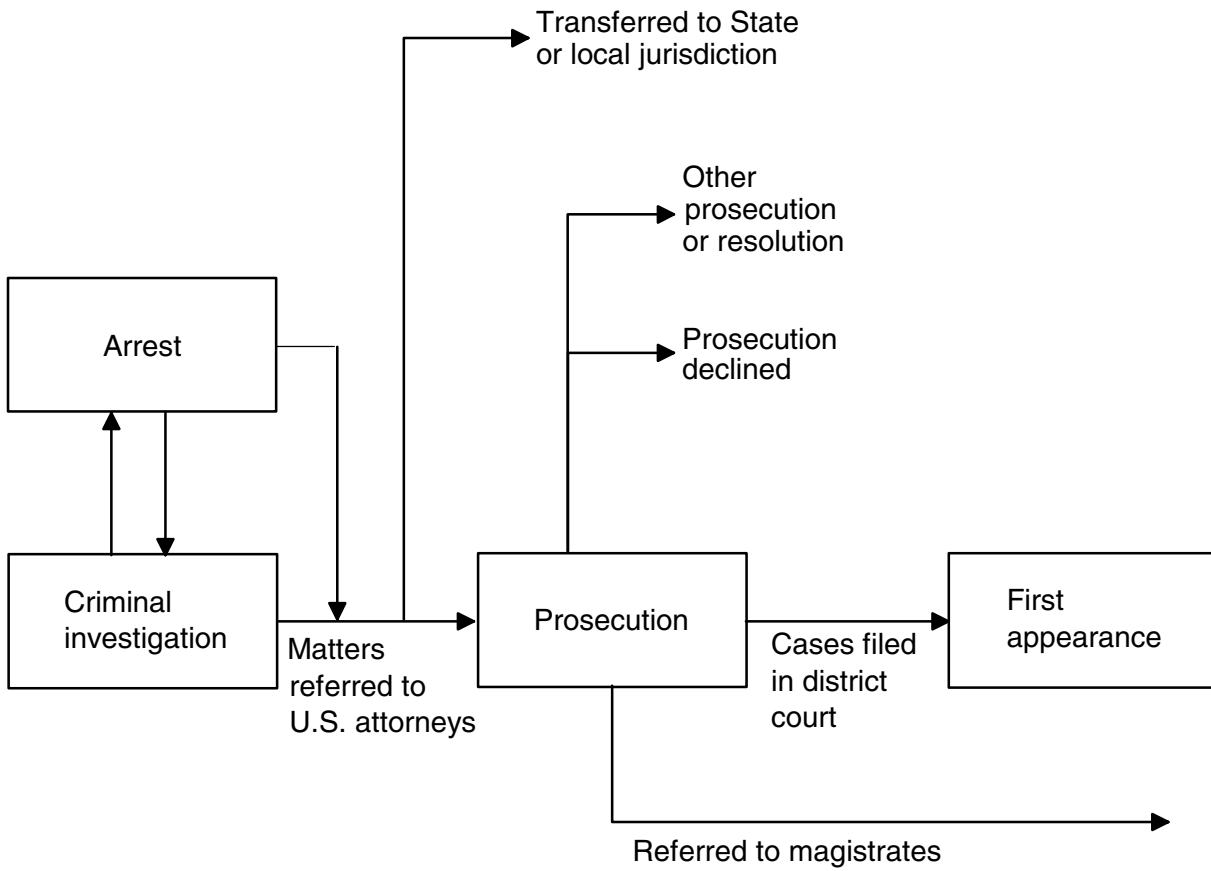 Transferred to State
or local jurisdiction
Other
prosecution
or resolution
Arrest
Prosecution
declined
Criminal
investigation
Matters
referred to
U.S. attorneys
Prosecution
Cases filed
in district
court
First
appearance
Referred to magistrates